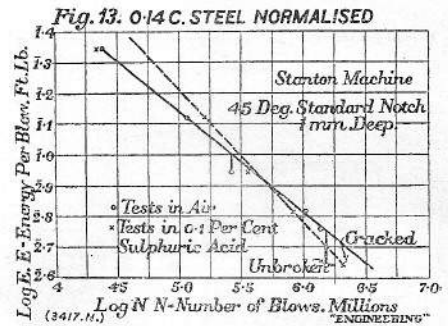 Fig. 13. 0·14 C. STEEL NORMALISED
Log E. E-Energy Per Blow. Ft. Lb.
1·4
1·3
1·2
1·1
1·0
2·9
2·8
2·7
2·6
Stanton Machine
45 Deg. Standard Notch
1 mm. Deep.
∘ Tests in Air
× Tests in 0·1 Per Cent
Sulphuric Acid
Cracked
Unbroken
4 4·5 5·0 5·5 6·0 6·5 7·0
Log N N-Number of Blows. Millions
(3417.H.)
"ENGINEERING"